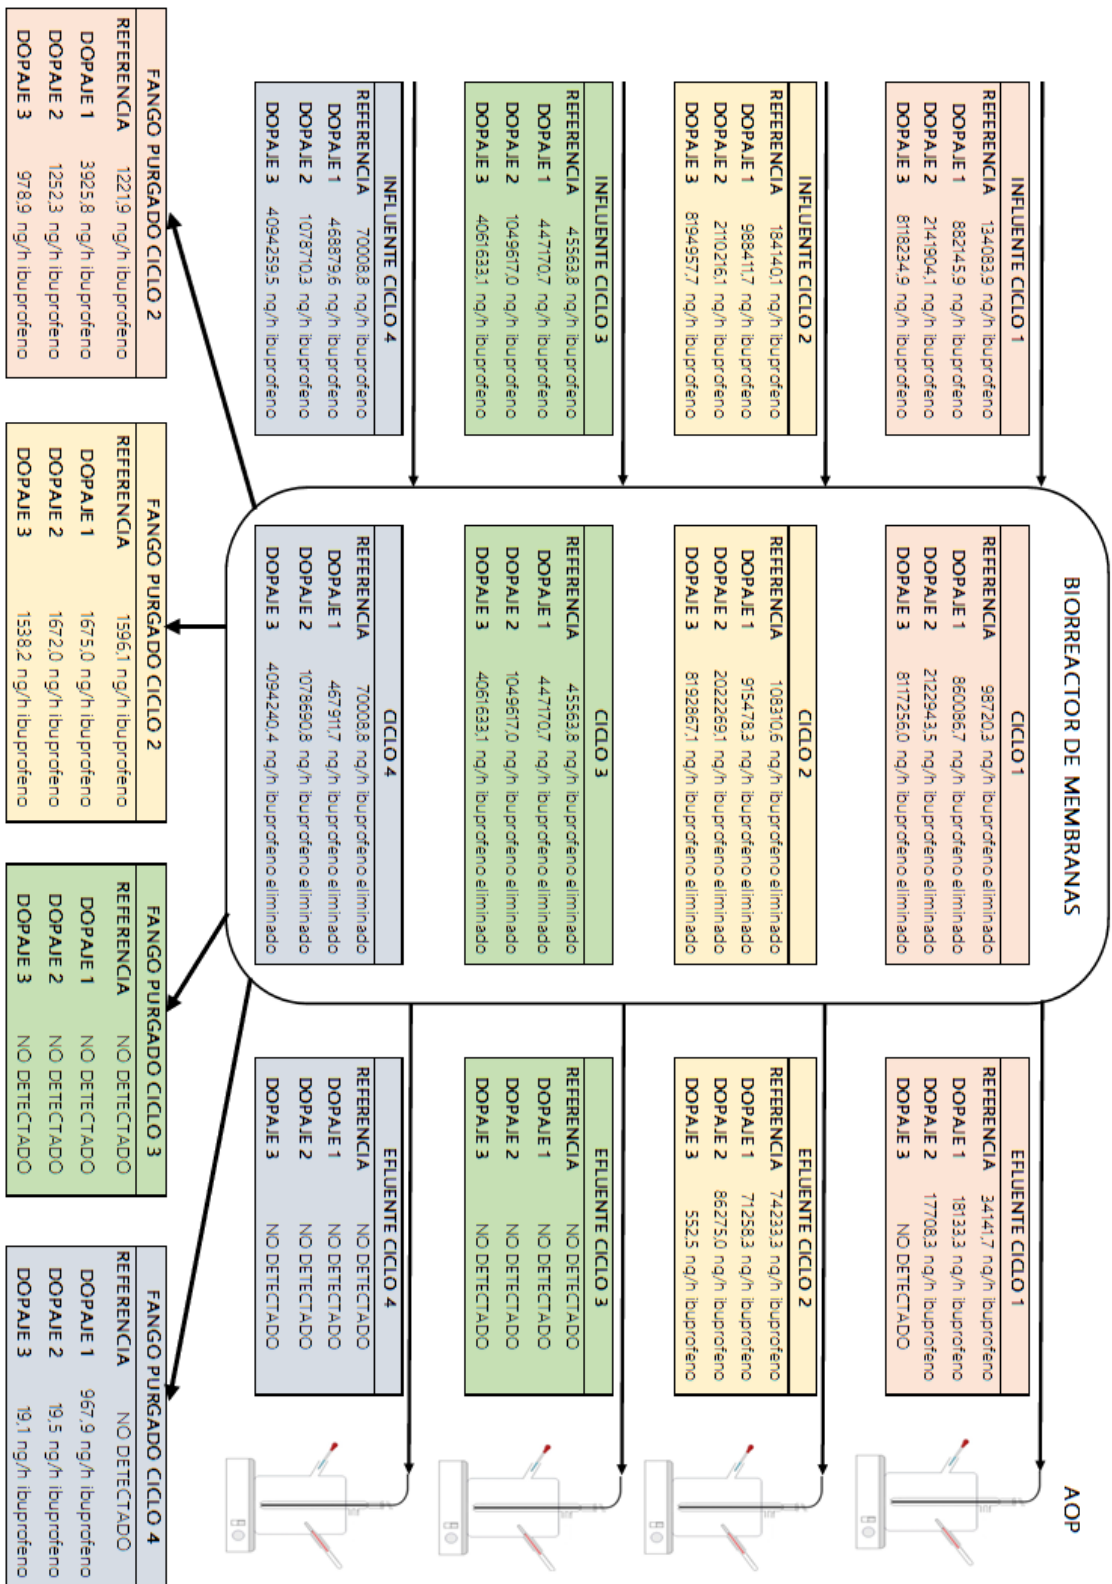 BIORREACTOR DE MEMBRANAS
AOP
INFLUENTE CICLO 1
REFERENCIA 134083,9 ng/h ibuprofeno
DOPAJE 1 882145,9 ng/h ibuprofeno
DOPAJE 2 2141904,1 ng/h ibuprofeno
DOPAJE 3 8118234,9 ng/h ibuprofeno
CICLO 1
REFERENCIA 98720,3 ng/h ibuprofeno eliminado
DOPAJE 1 860086,7 ng/h ibuprofeno eliminado
DOPAJE 2 2122943,5 ng/h ibuprofeno eliminado
DOPAJE 3 8117256,0 ng/h ibuprofeno eliminado
EFLUENTE CICLO 1
REFERENCIA 34141,7 ng/h ibuprofeno
DOPAJE 1 18133,3 ng/h ibuprofeno
DOPAJE 2 17708,3 ng/h ibuprofeno
DOPAJE 3 NO DETECTADO
INFLUENTE CICLO 2
REFERENCIA 184140,1 ng/h ibuprofeno
DOPAJE 1 988411,7 ng/h ibuprofeno
DOPAJE 2 2110216,1 ng/h ibuprofeno
DOPAJE 3 8194957,7 ng/h ibuprofeno
CICLO 2
REFERENCIA 108310,6 ng/h ibuprofeno eliminado
DOPAJE 1 915478,3 ng/h ibuprofeno eliminado
DOPAJE 2 2022269,1 ng/h ibuprofeno eliminado
DOPAJE 3 8192867,1 ng/h ibuprofeno eliminado
EFLUENTE CICLO 2
REFERENCIA 74233,3 ng/h ibuprofeno
DOPAJE 1 71258,3 ng/h ibuprofeno
DOPAJE 2 86275,0 ng/h ibuprofeno
DOPAJE 3 552,5 ng/h ibuprofeno
INFLUENTE CICLO 3
REFERENCIA 45563,8 ng/h ibuprofeno
DOPAJE 1 447170,7 ng/h ibuprofeno
DOPAJE 2 1049617,0 ng/h ibuprofeno
DOPAJE 3 4061633,1 ng/h ibuprofeno
CICLO 3
REFERENCIA 45563,8 ng/h ibuprofeno eliminado
DOPAJE 1 447170,7 ng/h ibuprofeno eliminado
DOPAJE 2 1049617,0 ng/h ibuprofeno eliminado
DOPAJE 3 4061633,1 ng/h ibuprofeno eliminado
EFLUENTE CICLO 3
REFERENCIA NO DETECTADO
DOPAJE 1 NO DETECTADO
DOPAJE 2 NO DETECTADO
DOPAJE 3 NO DETECTADO
INFLUENTE CICLO 4
REFERENCIA 70008,8 ng/h ibuprofeno
DOPAJE 1 468879,6 ng/h ibuprofeno
DOPAJE 2 1078710,3 ng/h ibuprofeno
DOPAJE 3 4094259,5 ng/h ibuprofeno
CICLO 4
REFERENCIA 70008,8 ng/h ibuprofeno eliminado
DOPAJE 1 467911,7 ng/h ibuprofeno eliminado
DOPAJE 2 1078690,8 ng/h ibuprofeno eliminado
DOPAJE 3 4094240,4 ng/h ibuprofeno eliminado
EFLUENTE CICLO 4
REFERENCIA NO DETECTADO
DOPAJE 1 NO DETECTADO
DOPAJE 2 NO DETECTADO
DOPAJE 3 NO DETECTADO
FANGO PURGADO CICLO 2
REFERENCIA 1221,9 ng/h ibuprofeno
DOPAJE 1 3925,8 ng/h ibuprofeno
DOPAJE 2 1252,3 ng/h ibuprofeno
DOPAJE 3 978,9 ng/h ibuprofeno
FANGO PURGADO CICLO 2
REFERENCIA 1596,1 ng/h ibuprofeno
DOPAJE 1 1675,0 ng/h ibuprofeno
DOPAJE 2 1672,0 ng/h ibuprofeno
DOPAJE 3 1538,2 ng/h ibuprofeno
FANGO PURGADO CICLO 3
REFERENCIA NO DETECTADO
DOPAJE 1 NO DETECTADO
DOPAJE 2 NO DETECTADO
DOPAJE 3 NO DETECTADO
FANGO PURGADO CICLO 4
REFERENCIA NO DETECTADO
DOPAJE 1 967,9 ng/h ibuprofeno
DOPAJE 2 19,5 ng/h ibuprofeno
DOPAJE 3 19,1 ng/h ibuprofeno